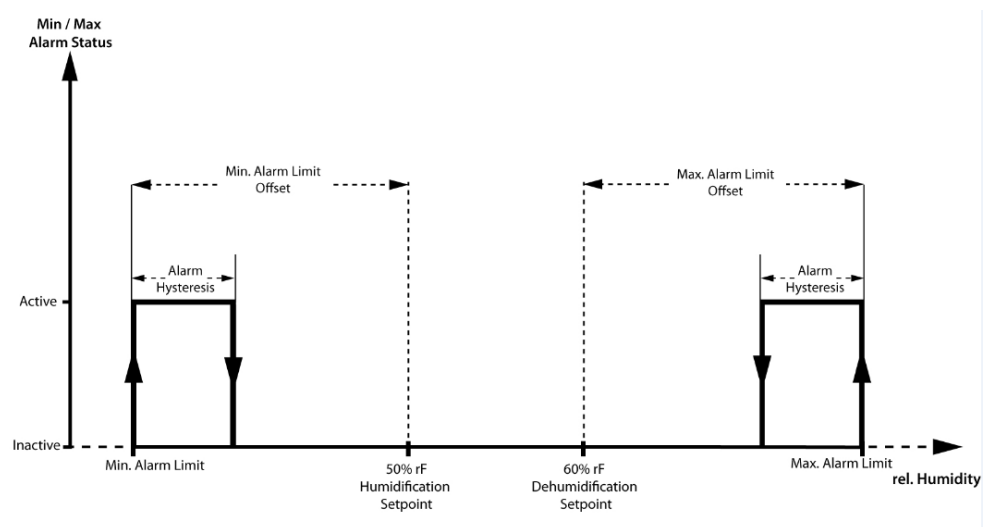 Min / Max
Alarm Status
Min. Alarm Limit
Offset
Max. Alarm Limit
Offset
Alarm
Hysteresis
Alarm
Hysteresis
Active
Inactive
Min. Alarm Limit
50% rF
Humidification
Setpoint
60% rF
Dehumidification
Setpoint
Max. Alarm Limit
rel. Humidity